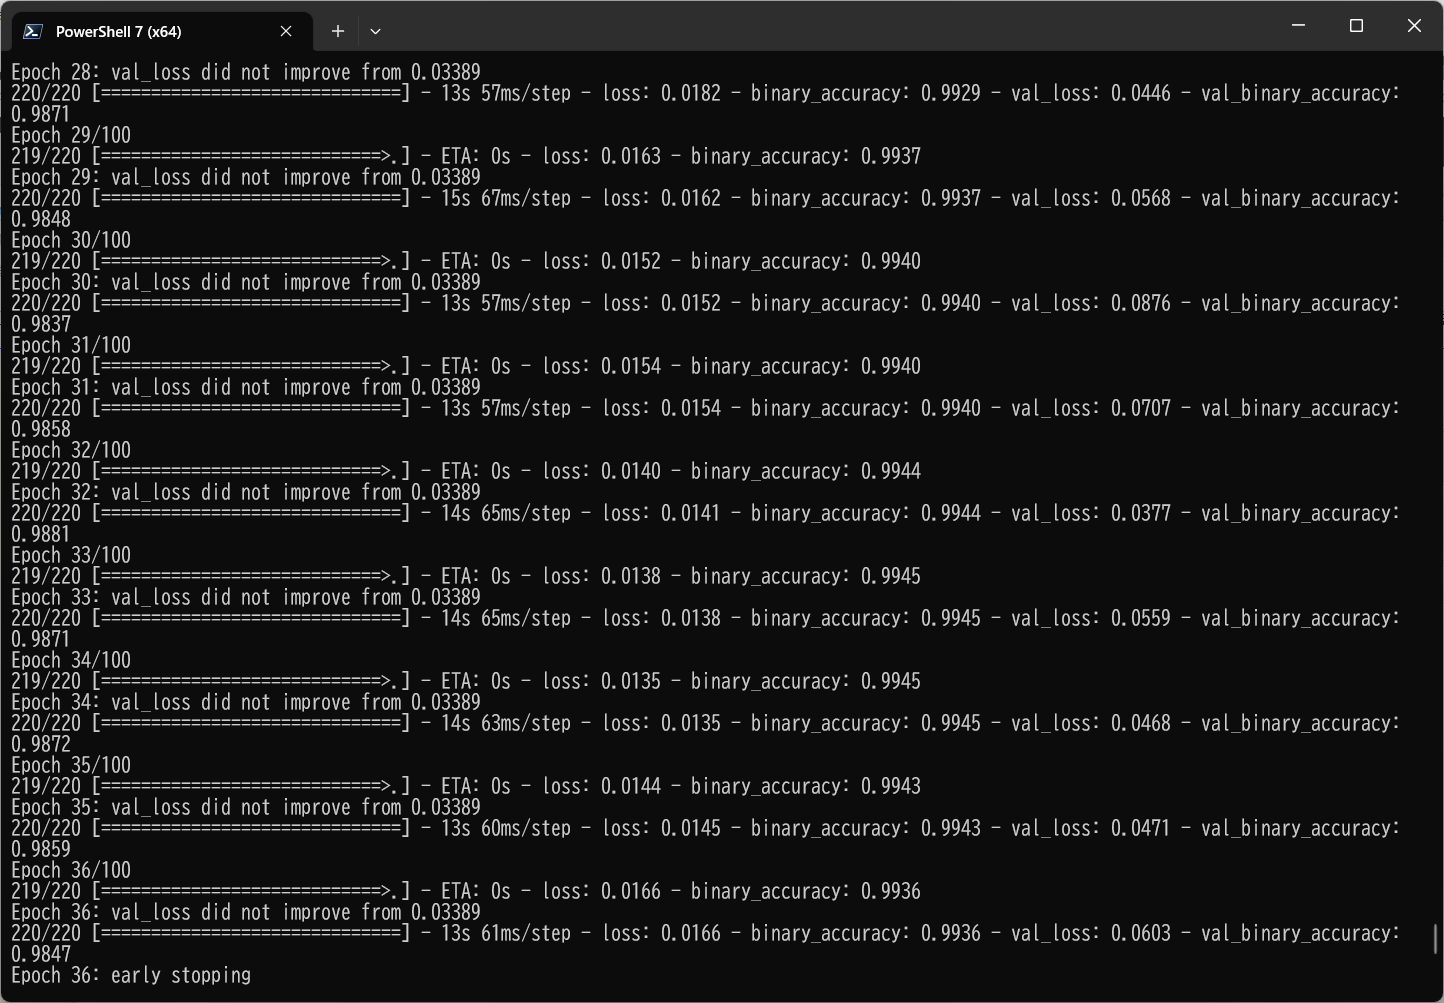 PowerShell 7 (x64)
Epoch 28: val_loss did not improve from 0.03389
220/220 [==============================] - 13s 57ms/step - loss: 0.0182 - binary_accuracy: 0.9929 - val_loss: 0.0446 - val_binary_accuracy:
0.9871
Epoch 29/100
219/220 [============================>.] - ETA: 0s - loss: 0.0163 - binary_accuracy: 0.9937
Epoch 29: val_loss did not improve from 0.03389
220/220 [==============================] - 15s 67ms/step - loss: 0.0162 - binary_accuracy: 0.9937 - val_loss: 0.0568 - val_binary_accuracy:
0.9848
Epoch 30/100
219/220 [============================>.] - ETA: 0s - loss: 0.0152 - binary_accuracy: 0.9940
Epoch 30: val_loss did not improve from 0.03389
220/220 [==============================] - 13s 57ms/step - loss: 0.0152 - binary_accuracy: 0.9940 - val_loss: 0.0876 - val_binary_accuracy:
0.9837
Epoch 31/100
219/220 [============================>.] - ETA: 0s - loss: 0.0154 - binary_accuracy: 0.9940
Epoch 31: val_loss did not improve from 0.03389
220/220 [==============================] - 13s 57ms/step - loss: 0.0154 - binary_accuracy: 0.9940 - val_loss: 0.0707 - val_binary_accuracy:
0.9858
Epoch 32/100
219/220 [============================>.] - ETA: 0s - loss: 0.0140 - binary_accuracy: 0.9944
Epoch 32: val_loss did not improve from 0.03389
220/220 [==============================] - 14s 65ms/step - loss: 0.0141 - binary_accuracy: 0.9944 - val_loss: 0.0377 - val_binary_accuracy:
0.9881
Epoch 33/100
219/220 [============================>.] - ETA: 0s - loss: 0.0138 - binary_accuracy: 0.9945
Epoch 33: val_loss did not improve from 0.03389
220/220 [==============================] - 14s 65ms/step - loss: 0.0138 - binary_accuracy: 0.9945 - val_loss: 0.0559 - val_binary_accuracy:
0.9871
Epoch 34/100
219/220 [============================>.] - ETA: 0s - loss: 0.0135 - binary_accuracy: 0.9945
Epoch 34: val_loss did not improve from 0.03389
220/220 [==============================] - 14s 63ms/step - loss: 0.0135 - binary_accuracy: 0.9945 - val_loss: 0.0468 - val_binary_accuracy:
0.9872
Epoch 35/100
219/220 [============================>.] - ETA: 0s - loss: 0.0144 - binary_accuracy: 0.9943
Epoch 35: val_loss did not improve from 0.03389
220/220 [==============================] - 13s 60ms/step - loss: 0.0145 - binary_accuracy: 0.9943 - val_loss: 0.0471 - val_binary_accuracy:
0.9859
Epoch 36/100
219/220 [============================>.] - ETA: 0s - loss: 0.0166 - binary_accuracy: 0.9936
Epoch 36: val_loss did not improve from 0.03389
220/220 [==============================] - 13s 61ms/step - loss: 0.0166 - binary_accuracy: 0.9936 - val_loss: 0.0603 - val_binary_accuracy:
0.9847
Epoch 36: early stopping